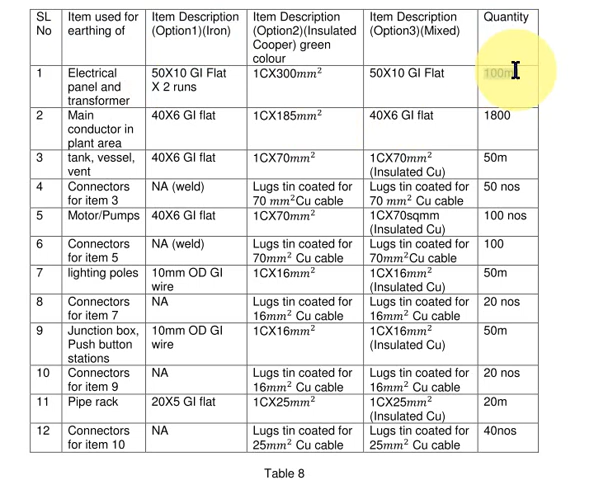 SL No | Item used for earthing of | Item Description (Option1)(Iron) | Item Description (Option2)(Insulated Cooper) green colour | Item Description (Option3)(Mixed) | Quantity
1 | Electrical panel and transformer | 50X10 GI Flat X 2 runs | 1CX300mm² | 50X10 GI Flat | 100m
2 | Main conductor in plant area | 40X6 GI flat | 1CX185mm² | 40X6 GI flat | 1800
3 | tank, vessel, vent | 40X6 GI flat | 1CX70mm² | 1CX70mm² (Insulated Cu) | 50m
4 | Connectors for item 3 | NA (weld) | Lugs tin coated for 70 mm²Cu cable | Lugs tin coated for 70 mm² Cu cable | 50 nos
5 | Motor/Pumps | 40X6 GI flat | 1CX70mm² | 1CX70sqmm (Insulated Cu) | 100 nos
6 | Connectors for item 5 | NA (weld) | Lugs tin coated for 70mm² Cu cable | Lugs tin coated for 70mm²Cu cable | 100
7 | lighting poles | 10mm OD GI wire | 1CX16mm² | 1CX16mm² (Insulated Cu) | 50m
8 | Connectors for item 7 | NA | Lugs tin coated for 16mm² Cu cable | Lugs tin coated for 16mm² Cu cable | 20 nos
9 | Junction box, Push button stations | 10mm OD GI wire | 1CX16mm² | 1CX16mm² (Insulated Cu) | 50m
10 | Connectors for item 9 | NA | Lugs tin coated for 16mm² Cu cable | Lugs tin coated for 16mm² Cu cable | 20 nos
11 | Pipe rack | 20X5 GI flat | 1CX25mm² | 1CX25mm² (Insulated Cu) | 20m
12 | Connectors for item 10 | NA | Lugs tin coated for 25mm² Cu cable | Lugs tin coated for 25mm² Cu cable | 40nos
Table 8